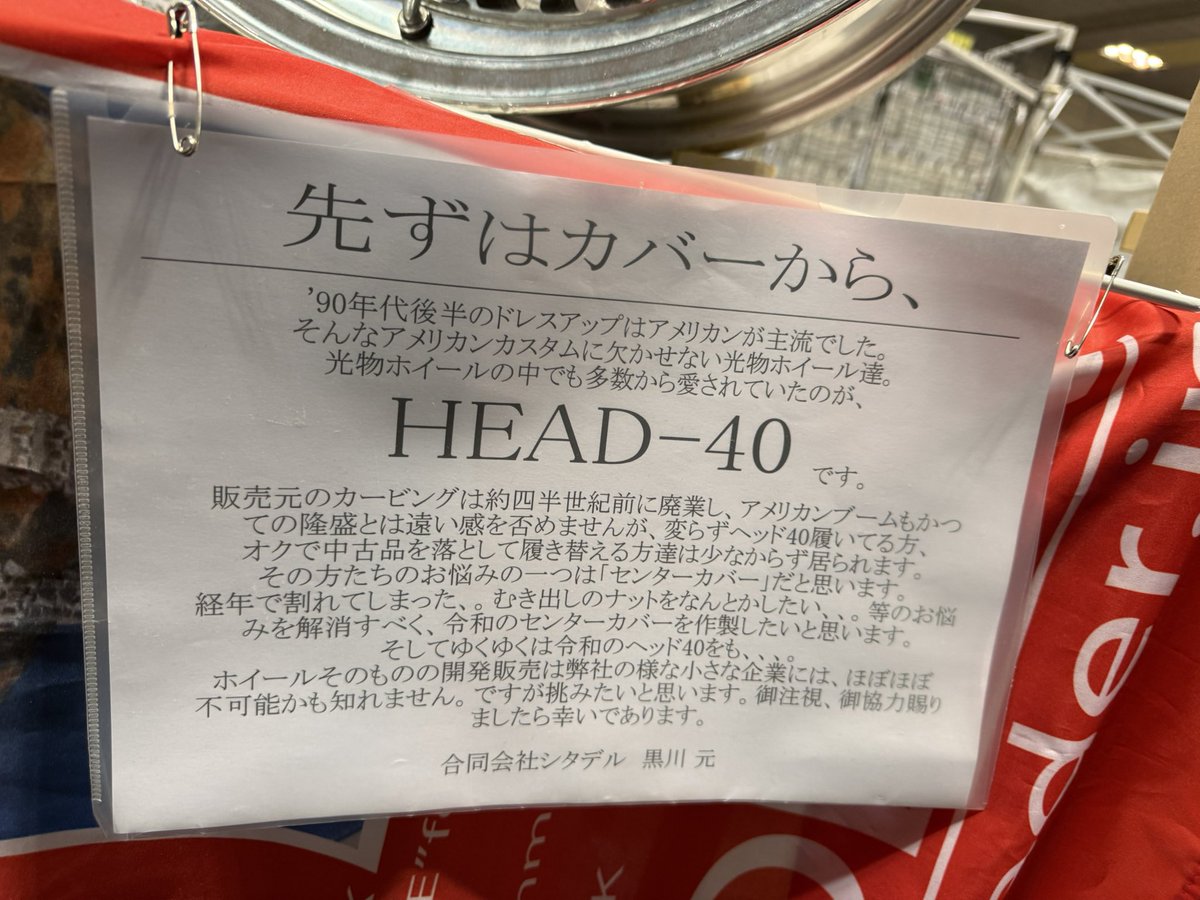 先ずはカバーから、
’90年代後半のドレスアップはアメリカンが主流でした。
そんなアメリカンカスタムに欠かせない光物ホイール達。
光物ホイールの中でも多数から愛されていたのが、
HEAD-40 です。
販売元のカービングは約四半世紀前に廃業し、アメリカンブームもかつ
ての隆盛とは遠い感を否めませんが、変らずヘッド40履いてる方、
オクで中古品を落として履き替える方達は少なからず居られます。
その方たちのお悩みの一つは「センターカバー」だと思います。
経年で割れてしまった、。むき出しのナットをなんとかしたい、、。等のお悩
みを解消すべく、令和のセンターカバーを作製したいと思います。
そしてゆくゆくは令和のヘッド40をも、、、。
ホイールそのものの開発販売は弊社の様な小さな企業には、ほぼほぼ
不可能かも知れません。ですが挑みたいと思います。御注視、御協力賜り
ましたら幸いであります。
合同会社シタデル 黒川 元